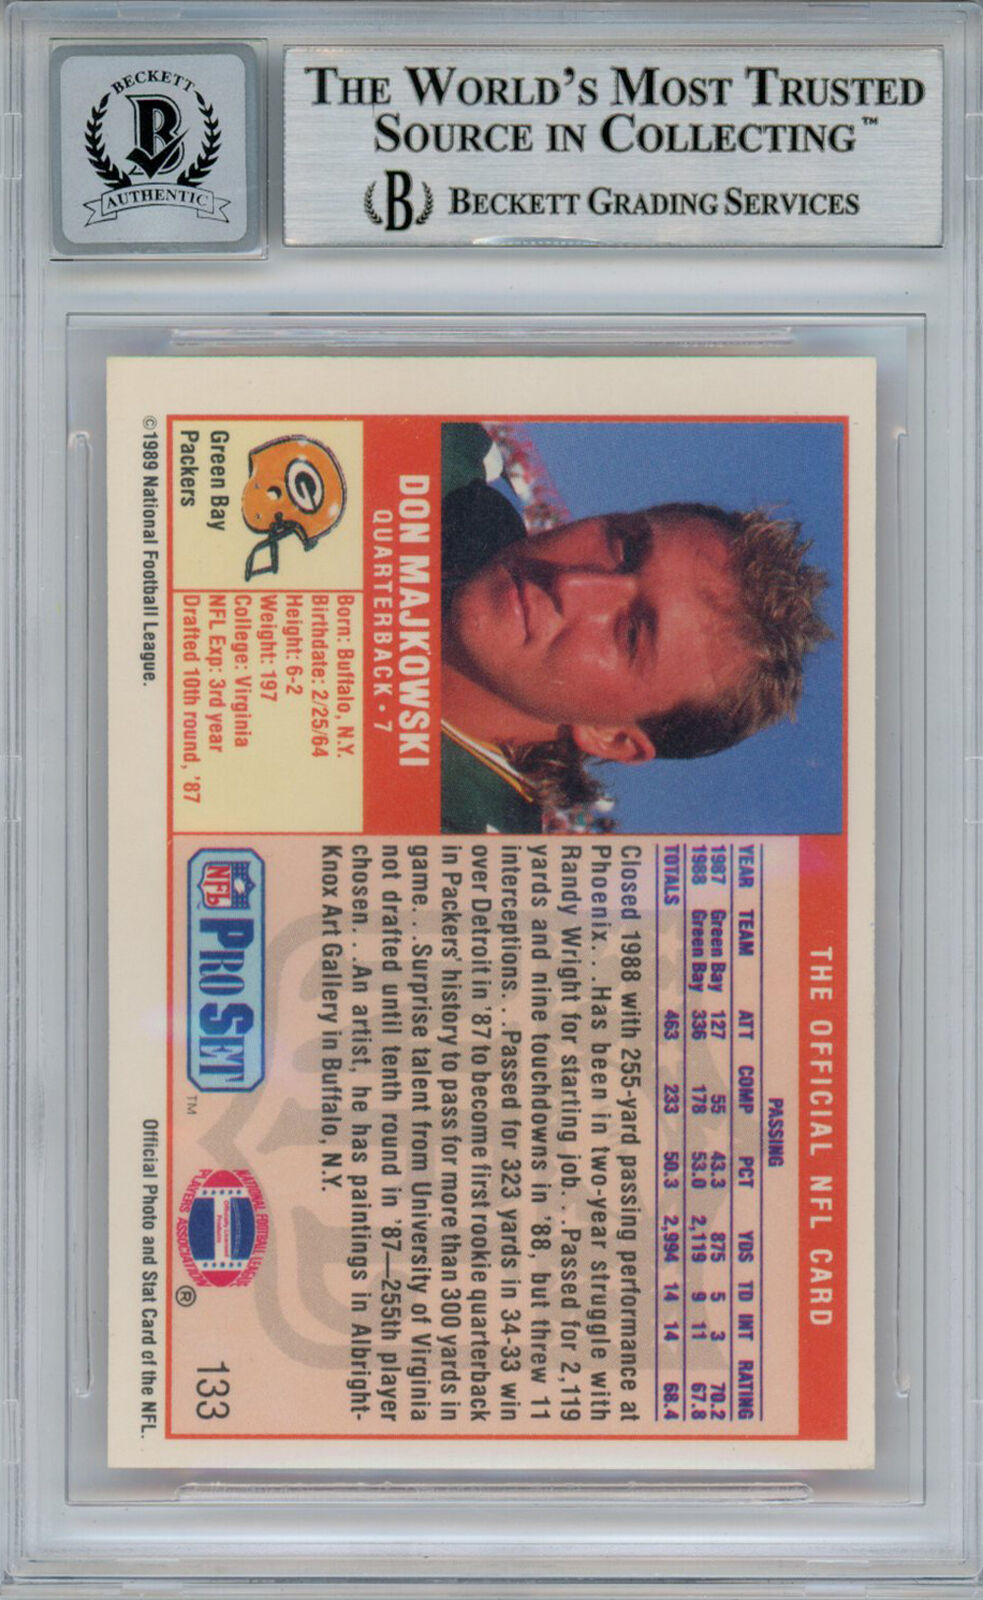 BECKETT
B
AUTHENTIC
THE WORLD'S MOST TRUSTED
SOURCE IN COLLECTING™
B BECKETT GRADING SERVICES
THE OFFICIAL NFL CARD
DON MAJKOWSKI
QUARTERBACK • 7
G
Green Bay
Packers
Born: Buffalo, N.Y.
Birthdate: 2/25/64
Height: 6-2
Weight: 197
College: Virginia
NFL Exp: 3rd year
Drafted 10th round, '87
PASSING
YEAR TEAM ATT COMP PCT YDS TD INT RATING
1987 Green Bay 127 55 43.3 875 5 3 70.2
1988 Green Bay 336 178 53.0 2,119 9 11 67.8
TOTALS 463 233 50.3 2,994 14 14 68.4
Closed 1988 with 255-yard passing performance at
Phoenix. . .Has been in two-year struggle with
Randy Wright for starting job. . .Passed for 2,119
yards and nine touchdowns in '88, but threw 11
interceptions. . .Passed for 323 yards in 34-33 win
over Detroit in '87 to become first rookie quarterback
in Packers' history to pass for more than 300 yards in
game. . .Surprise talent from University of Virginia
not drafted until tenth round in '87—255th player
chosen. . .An artist, he has paintings in Albright-
Knox Art Gallery in Buffalo, N.Y.
NFL PRO SET™
NATIONAL FOOTBALL LEAGUE
Officially Licensed
Product
PLAYERS ASSOCIATION
®
133
©1989 National Football League.
Official Photo and Stat Card of the NFL.